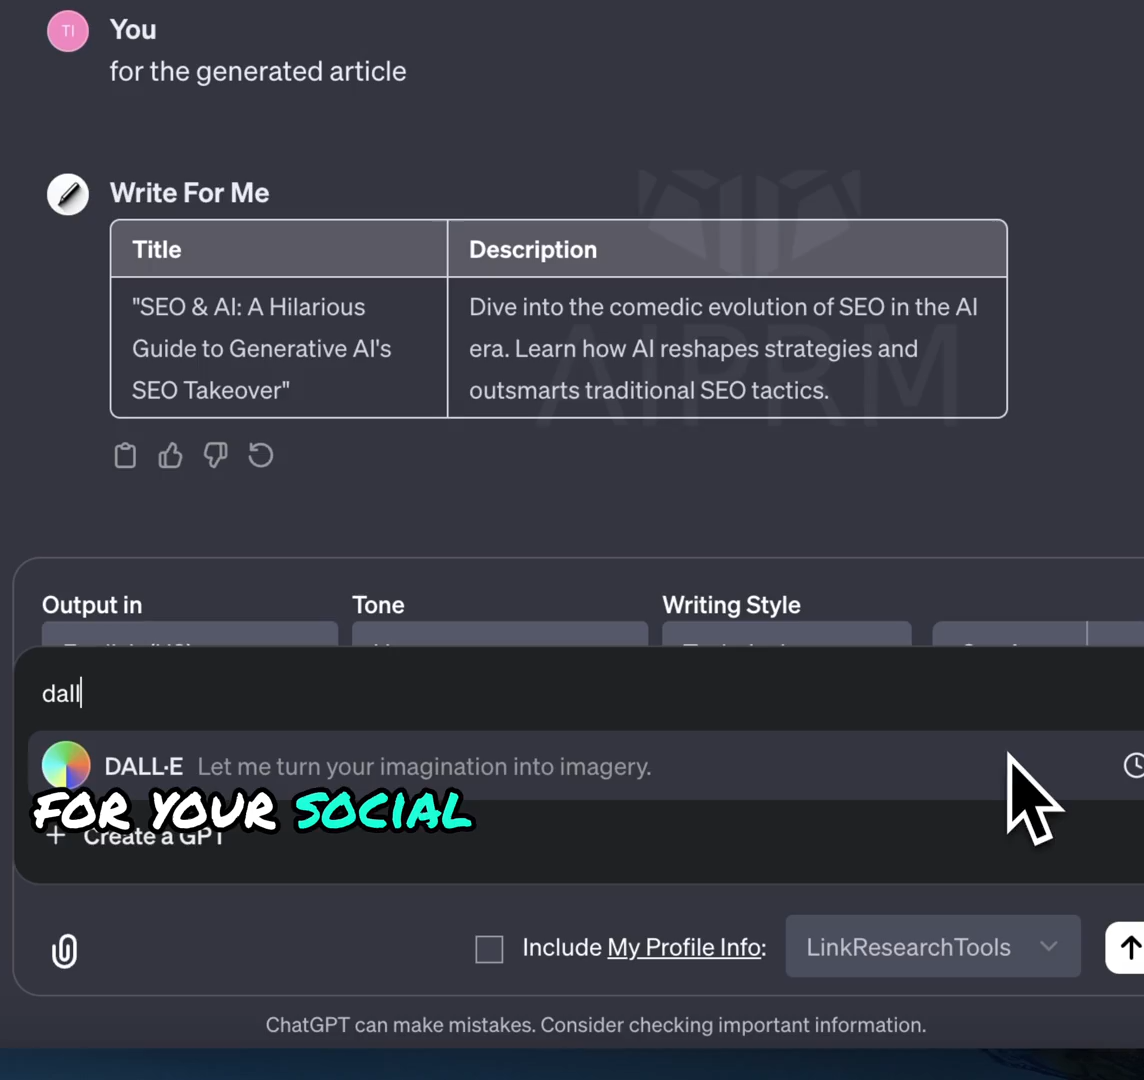 TI
You
for the generated article
Write For Me
Title Description
"SEO & AI: A Hilarious Guide to Generative AI's SEO Takeover"
Dive into the comedic evolution of SEO in the AI
era. Learn how AI reshapes strategies and
outsmarts traditional SEO tactics.
AIPRM
Output in Tone Writing Style
dall
DALL·E Let me turn your imagination into imagery.
FOR YOUR SOCIAL
+ Create a GPT
Include My Profile Info: LinkResearchTools
ChatGPT can make mistakes. Consider checking important information.